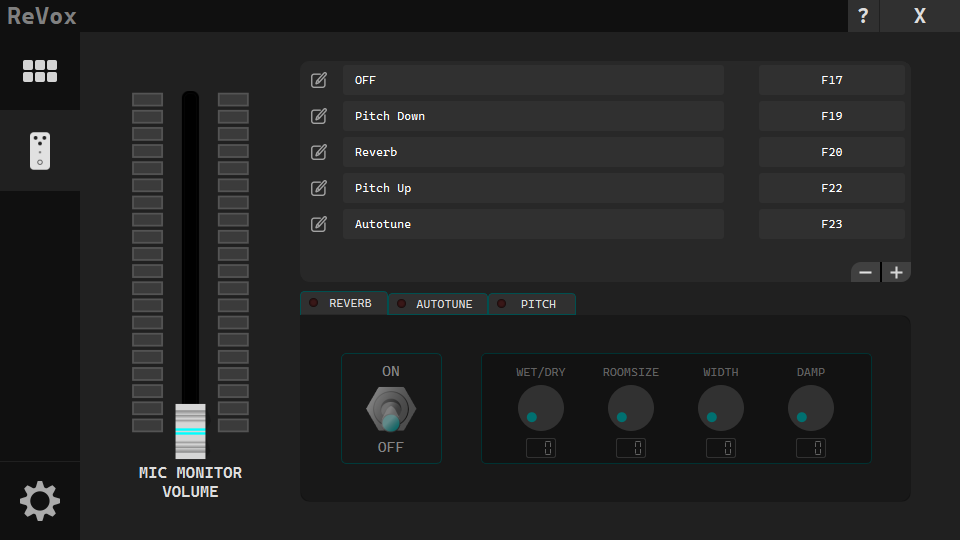 ReVox
? X
OFF F17
Pitch Down F19
Reverb F20
Pitch Up F22
Autotune F23
− +
REVERB AUTOTUNE PITCH
ON
OFF
WET/DRY ROOMSIZE WIDTH DAMP
0 0 0 0
MIC MONITOR
VOLUME